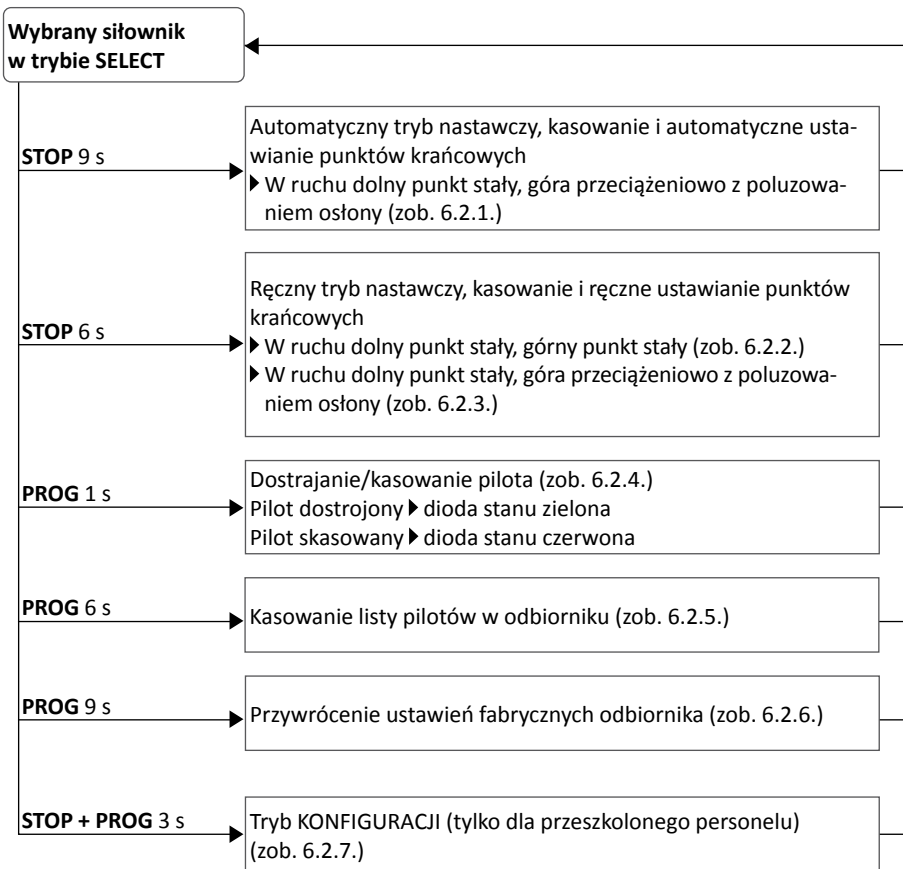 Wybrany siłownik
w trybie SELECT
STOP 9 s
Automatyczny tryb nastawczy, kasowanie i automatyczne usta-
wianie punktów krańcowych
▶ W ruchu dolny punkt stały, góra przeciążeniowo z poluzowa-
niem osłony (zob. 6.2.1.)
STOP 6 s
Ręczny tryb nastawczy, kasowanie i ręczne ustawianie punktów
krańcowych
▶ W ruchu dolny punkt stały, górny punkt stały (zob. 6.2.2.)
▶ W ruchu dolny punkt stały, góra przeciążeniowo z poluzowa-
niem osłony (zob. 6.2.3.)
PROG 1 s
Dostrajanie/kasowanie pilota (zob. 6.2.4.)
Pilot dostrojony ▶ dioda stanu zielona
Pilot skasowany ▶ dioda stanu czerwona
PROG 6 s
Kasowanie listy pilotów w odbiorniku (zob. 6.2.5.)
PROG 9 s
Przywrócenie ustawień fabrycznych odbiornika (zob. 6.2.6.)
STOP + PROG 3 s
Tryb KONFIGURACJI (tylko dla przeszkolonego personelu)
(zob. 6.2.7.)